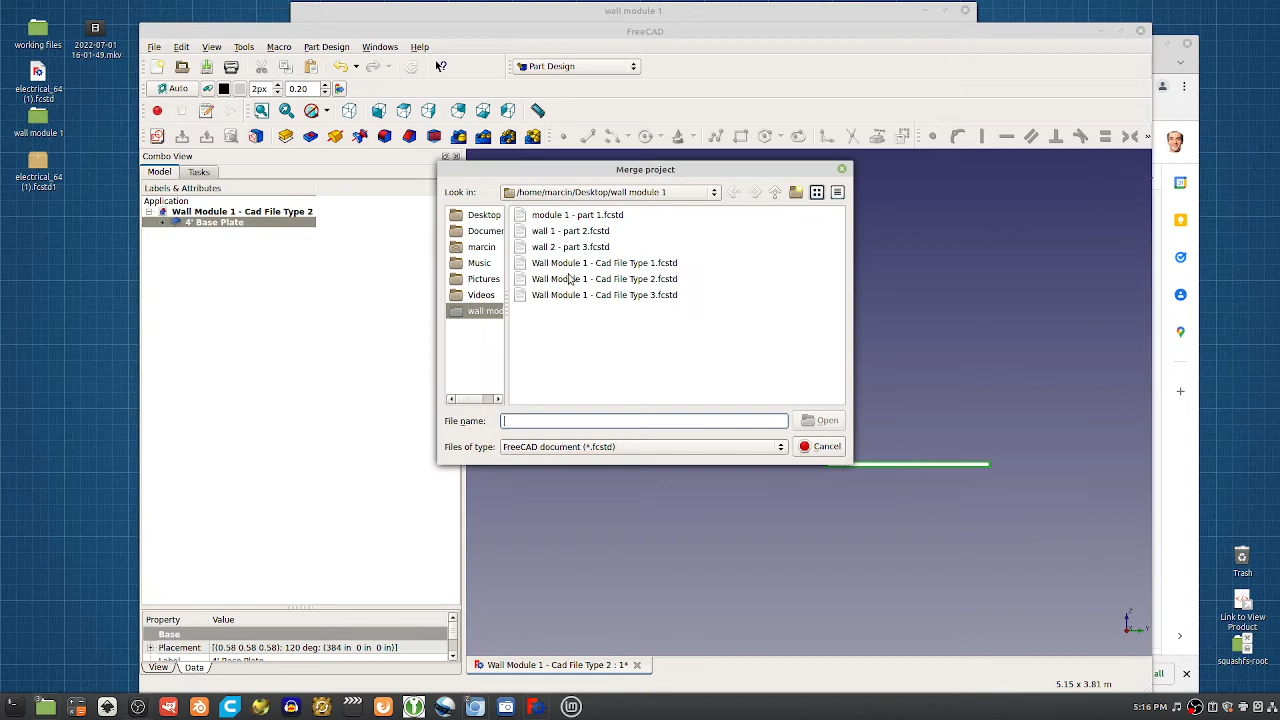 wall module 1
FreeCAD
File Edit View Tools Macro Part Design Windows Help
Part Design
Auto 2px 0.20
Combo View
Model Tasks
Labels & Attributes
Application
Wall Module 1 - Cad File Type 2
4' Base Plate
Property Value
Base
Placement [(0.58 0.58 0.58); 120 deg; (384 in 0 in 0 in)]
Label 4' Base Plate
View Data
Merge project
Look in: /home/marcin/Desktop/wall module 1
Desktop
Docume
marcin
Music
Pictures
Videos
wall mod
module 1 - part 1.fcstd
wall 1 - part 2.fcstd
wall 2 - part 3.fcstd
Wall Module 1 - Cad File Type 1.fcstd
Wall Module 1 - Cad File Type 2.fcstd
Wall Module 1 - Cad File Type 3.fcstd
File name: Open
Files of type: FreeCAD document (*.fcstd) Cancel
Wall Module 1 - Cad File Type 2 : 1*
5.15 x 3.81 m
working files
2022-07-01
16-01-49.mkv
electrical_64
(1).fcstd
wall module 1
electrical_64
(1).fcstd1
Trash
Link to View
Product
squashfs-root
all
5:16 PM